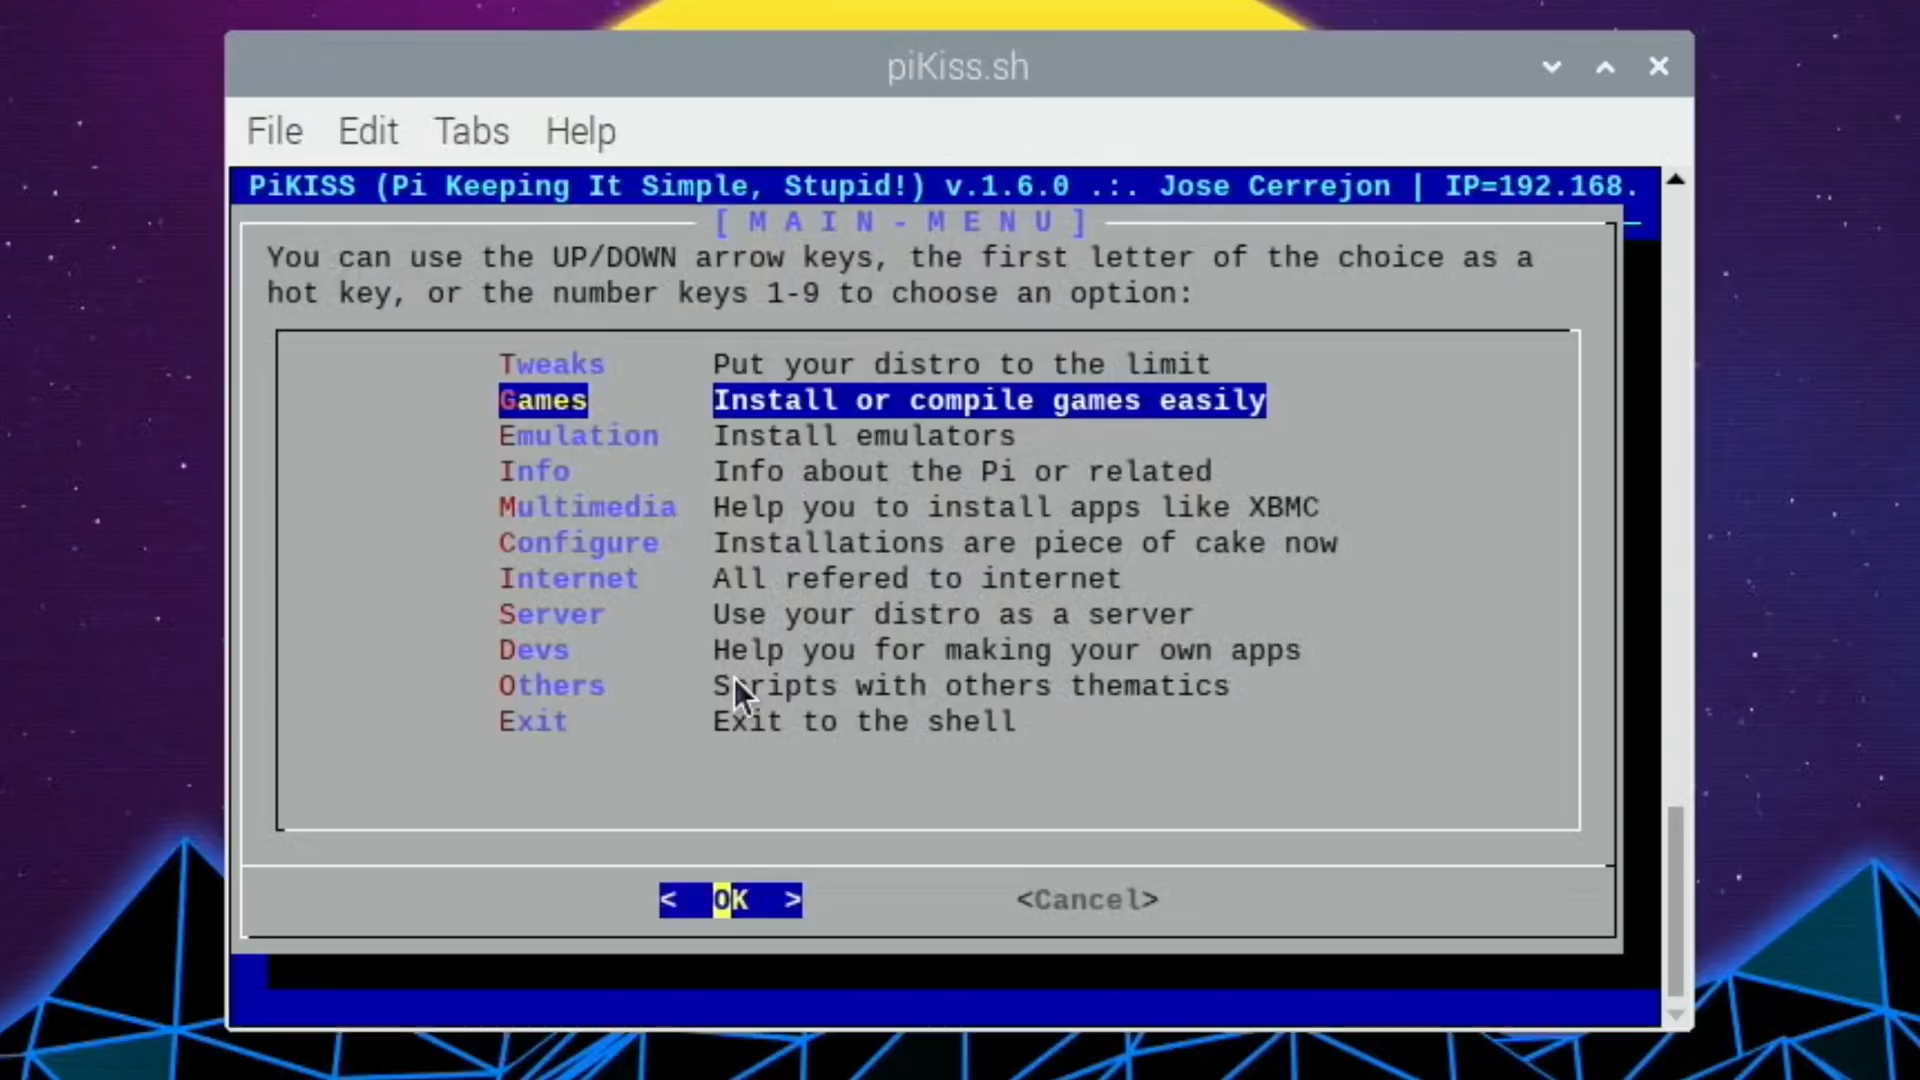 piKiss.sh
File Edit Tabs Help
PiKISS (Pi Keeping It Simple, Stupid!) v.1.6.0 .:. Jose Cerrejon | IP=192.168.
[ M A I N - M E N U ]
You can use the UP/DOWN arrow keys, the first letter of the choice as a
hot key, or the number keys 1-9 to choose an option:
Tweaks Put your distro to the limit
Games Install or compile games easily
Emulation Install emulators
Info Info about the Pi or related
Multimedia Help you to install apps like XBMC
Configure Installations are piece of cake now
Internet All refered to internet
Server Use your distro as a server
Devs Help you for making your own apps
Others Scripts with others thematics
Exit Exit to the shell
< OK > <Cancel>